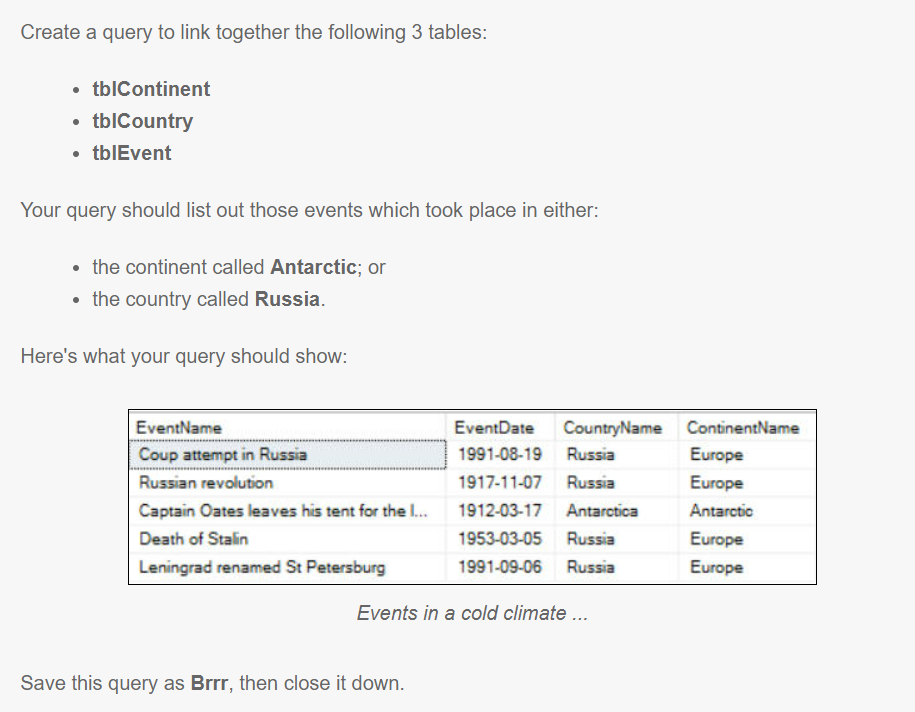 Create a query to link together the following 3 tables:
• tblContinent
• tblCountry
• tblEvent
Your query should list out those events which took place in either:
• the continent called Antarctic; or
• the country called Russia.
Here's what your query should show:
EventName EventDate CountryName ContinentName
Coup attempt in Russia 1991-08-19 Russia Europe
Russian revolution 1917-11-07 Russia Europe
Captain Oates leaves his tent for the l... 1912-03-17 Antarctica Antarctic
Death of Stalin 1953-03-05 Russia Europe
Leningrad renamed St Petersburg 1991-09-06 Russia Europe
Events in a cold climate ...
Save this query as Brrr, then close it down.